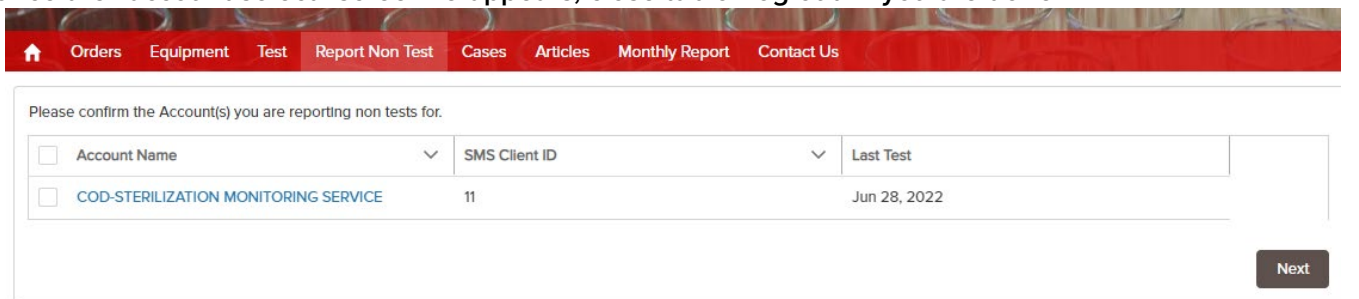 Orders Equipment Test Report Non Test Cases Articles Monthly Report Contact Us
Please confirm the Account(s) you are reporting non tests for.
Account Name SMS Client ID Last Test
COD-STERILIZATION MONITORING SERVICE 11 Jun 28, 2022
Next